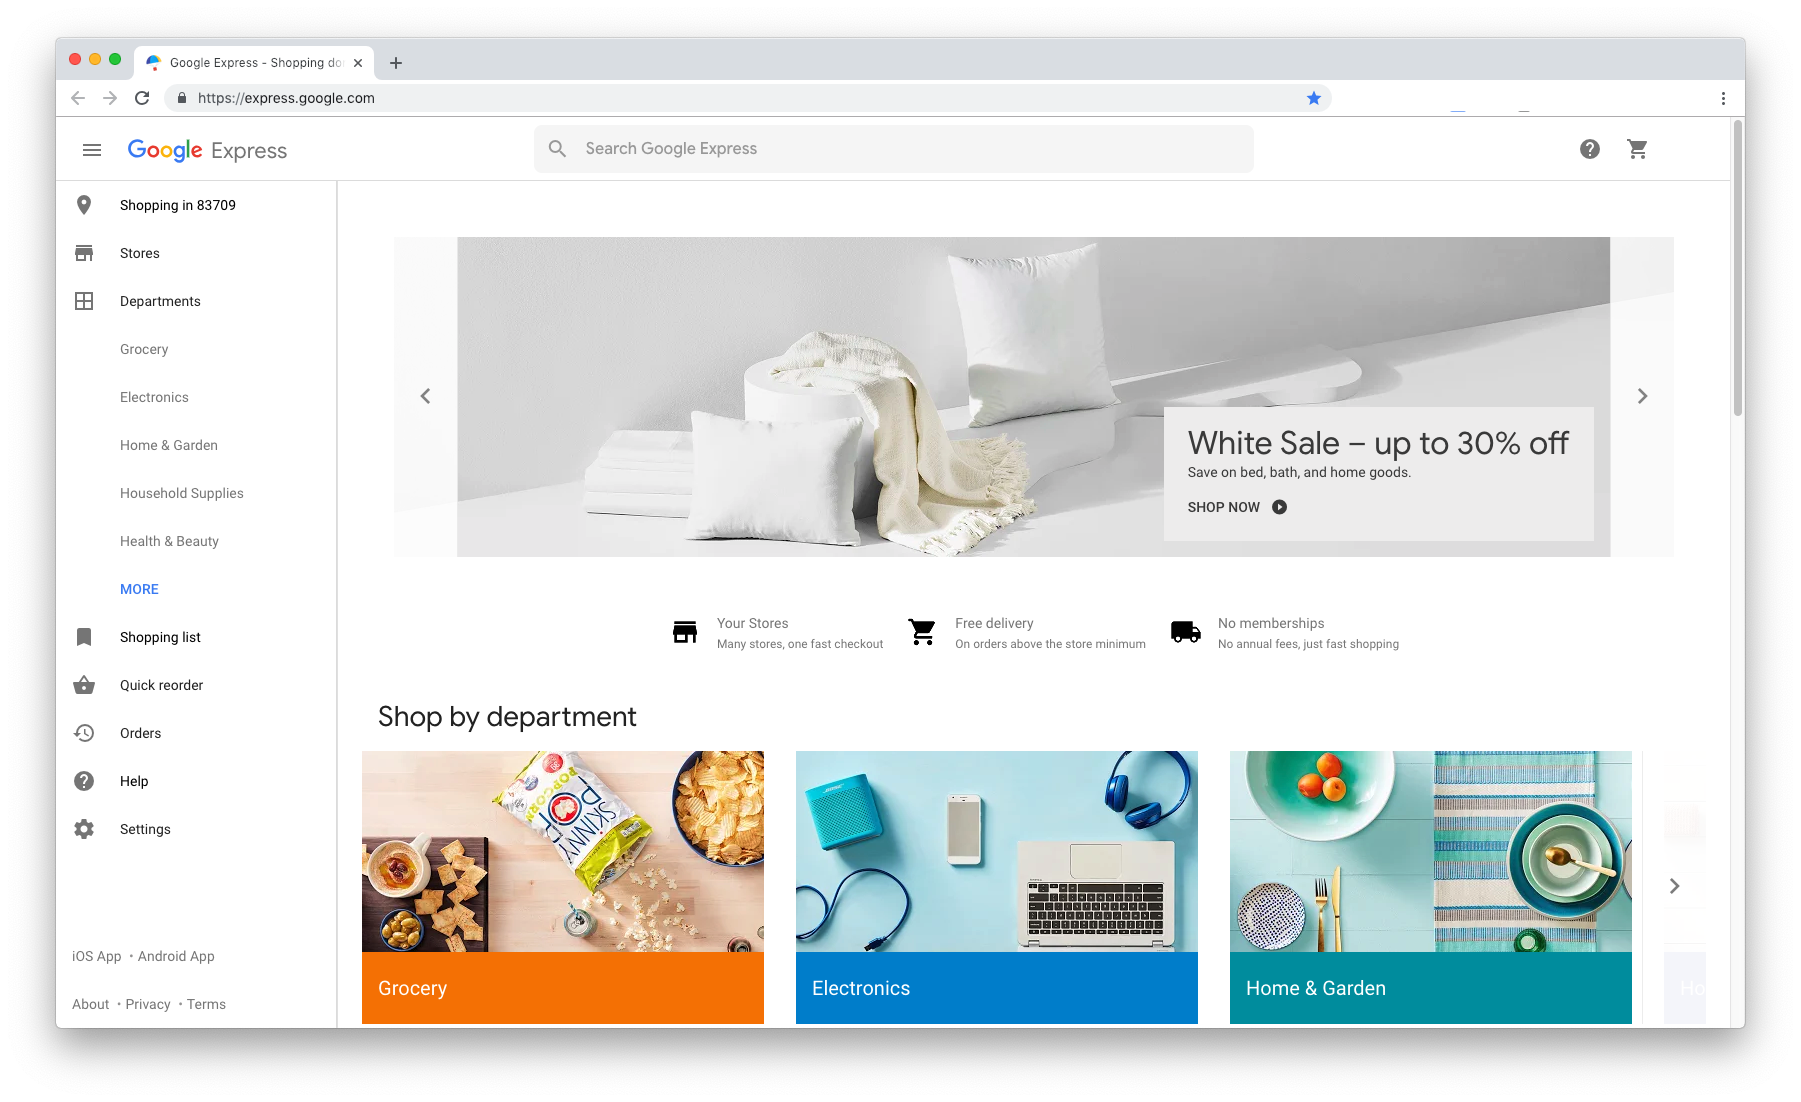 Google Express - Shopping do
https://express.google.com
Google Express
Search Google Express
Shopping in 83709
Stores
Departments
Grocery
Electronics
Home & Garden
Household Supplies
Health & Beauty
MORE
Shopping list
Quick reorder
Orders
Help
Settings
iOS App • Android App
About • Privacy • Terms
White Sale – up to 30% off
Save on bed, bath, and home goods.
SHOP NOW
Your Stores
Many stores, one fast checkout
Free delivery
On orders above the store minimum
No memberships
No annual fees, just fast shopping
Shop by department
SKINNY
POP
POPCORN
BOSE
Grocery
Electronics
Home & Garden
Ho